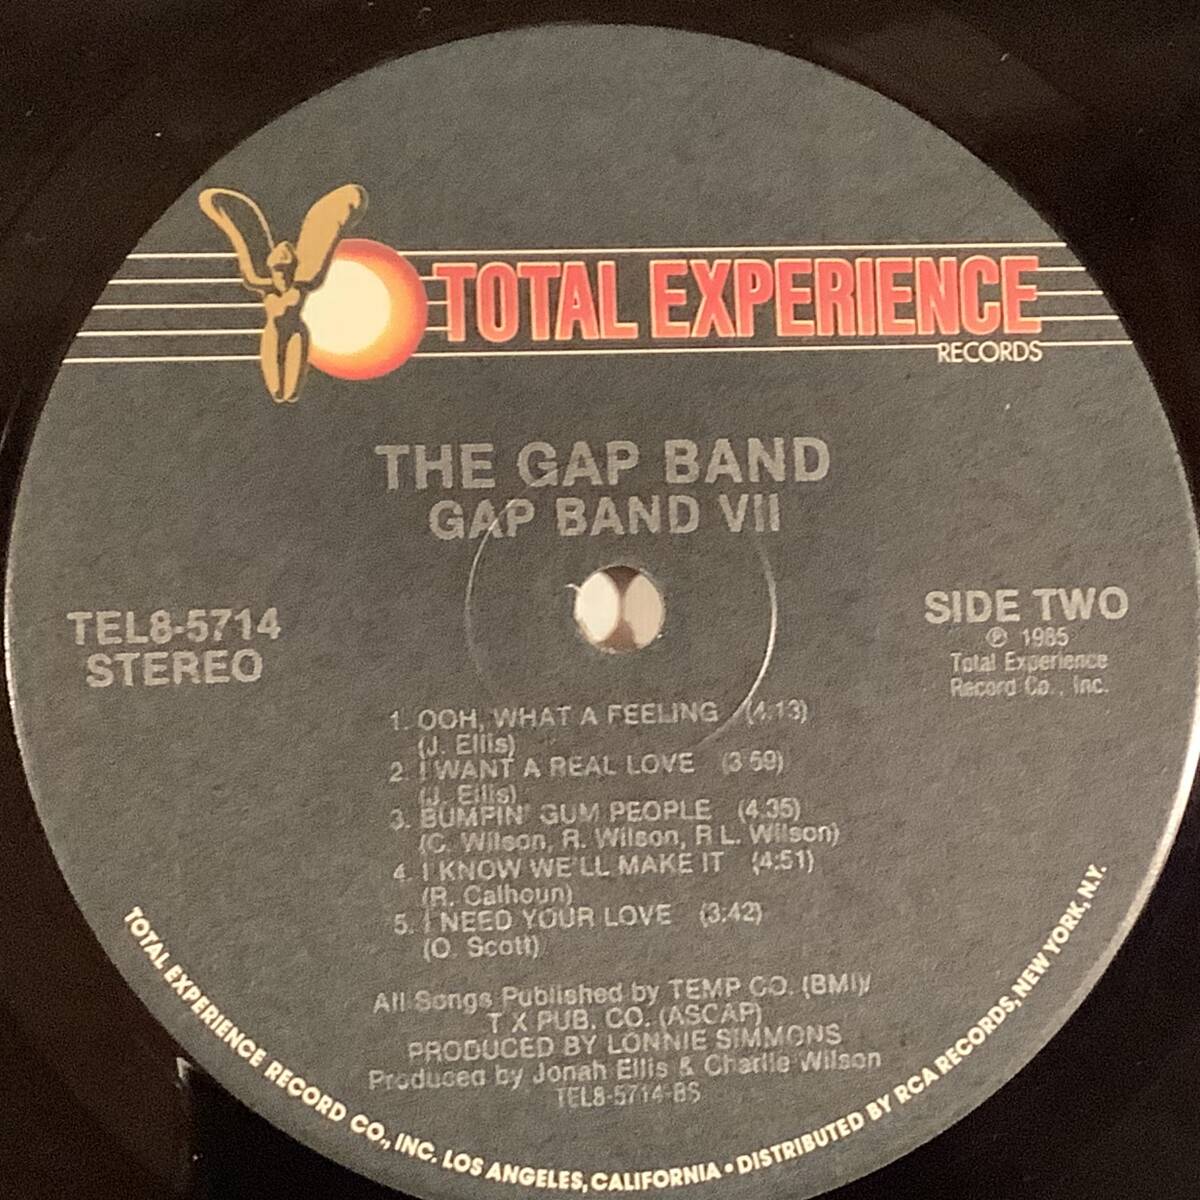 TOTAL EXPERIENCE
RECORDS
THE GAP BAND
GAP BAND VII
TEL8-5714
STEREO
SIDE TWO
℗ 1985
Total Experience
Record Co., Inc.
1. OOH, WHAT A FEELING (4:13)
(J. Ellis)
2. I WANT A REAL LOVE (3:59)
(J. Ellis)
3. BUMPIN' GUM PEOPLE (4:35)
(C. Wilson, R. Wilson, R.L. Wilson)
4. I KNOW WE'LL MAKE IT (4:51)
(R. Calhoun)
5. I NEED YOUR LOVE (3:42)
(O. Scott)
All Songs Published by TEMP CO. (BMI)/
T X PUB. CO. (ASCAP)
PRODUCED BY LONNIE SIMMONS
Produced by Jonah Ellis & Charlie Wilson
TEL8-5714-BS
TOTAL EXPERIENCE RECORD CO., INC. LOS ANGELES, CALIFORNIA • DISTRIBUTED BY RCA RECORDS, NEW YORK, N.Y.